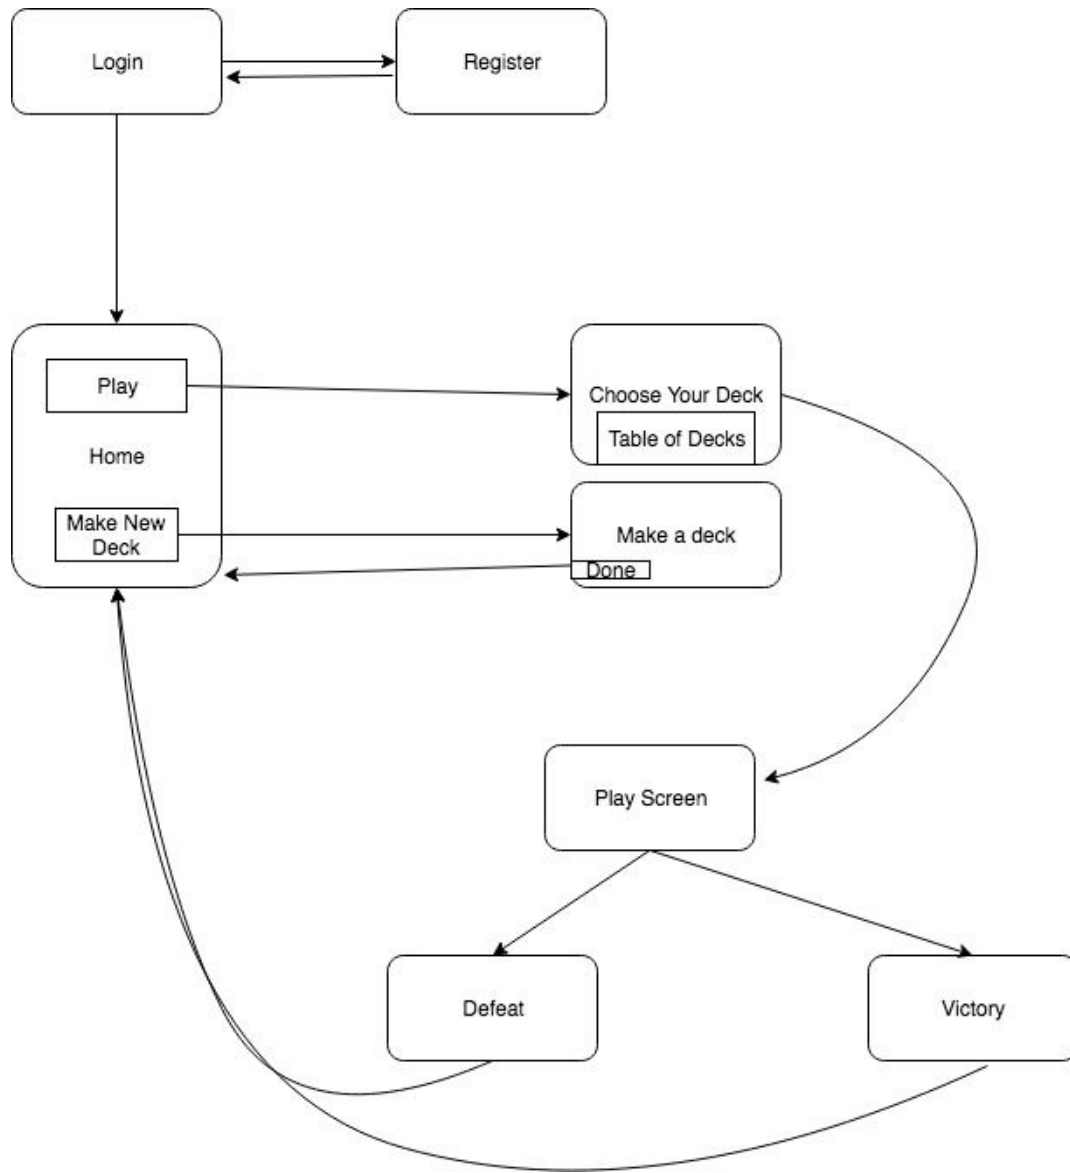 Login
Register
Play
Home
Make New
Deck
Choose Your Deck
Table of Decks
Make a deck
Done
Play Screen
Defeat
Victory